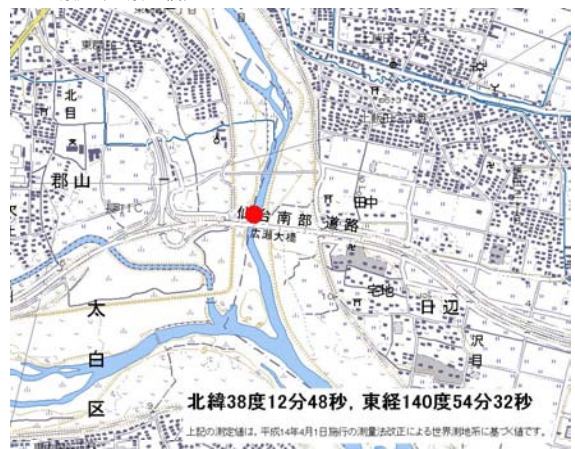 北目
郡山
仙台南部道路
広瀬大橋
田中
宅地
日辺
沢目
太白区
北緯38度12分48秒，東経140度54分32秒
上記の測定値は，平成14年4月1日施行の測量法改正による世界測地系に基づく値です。